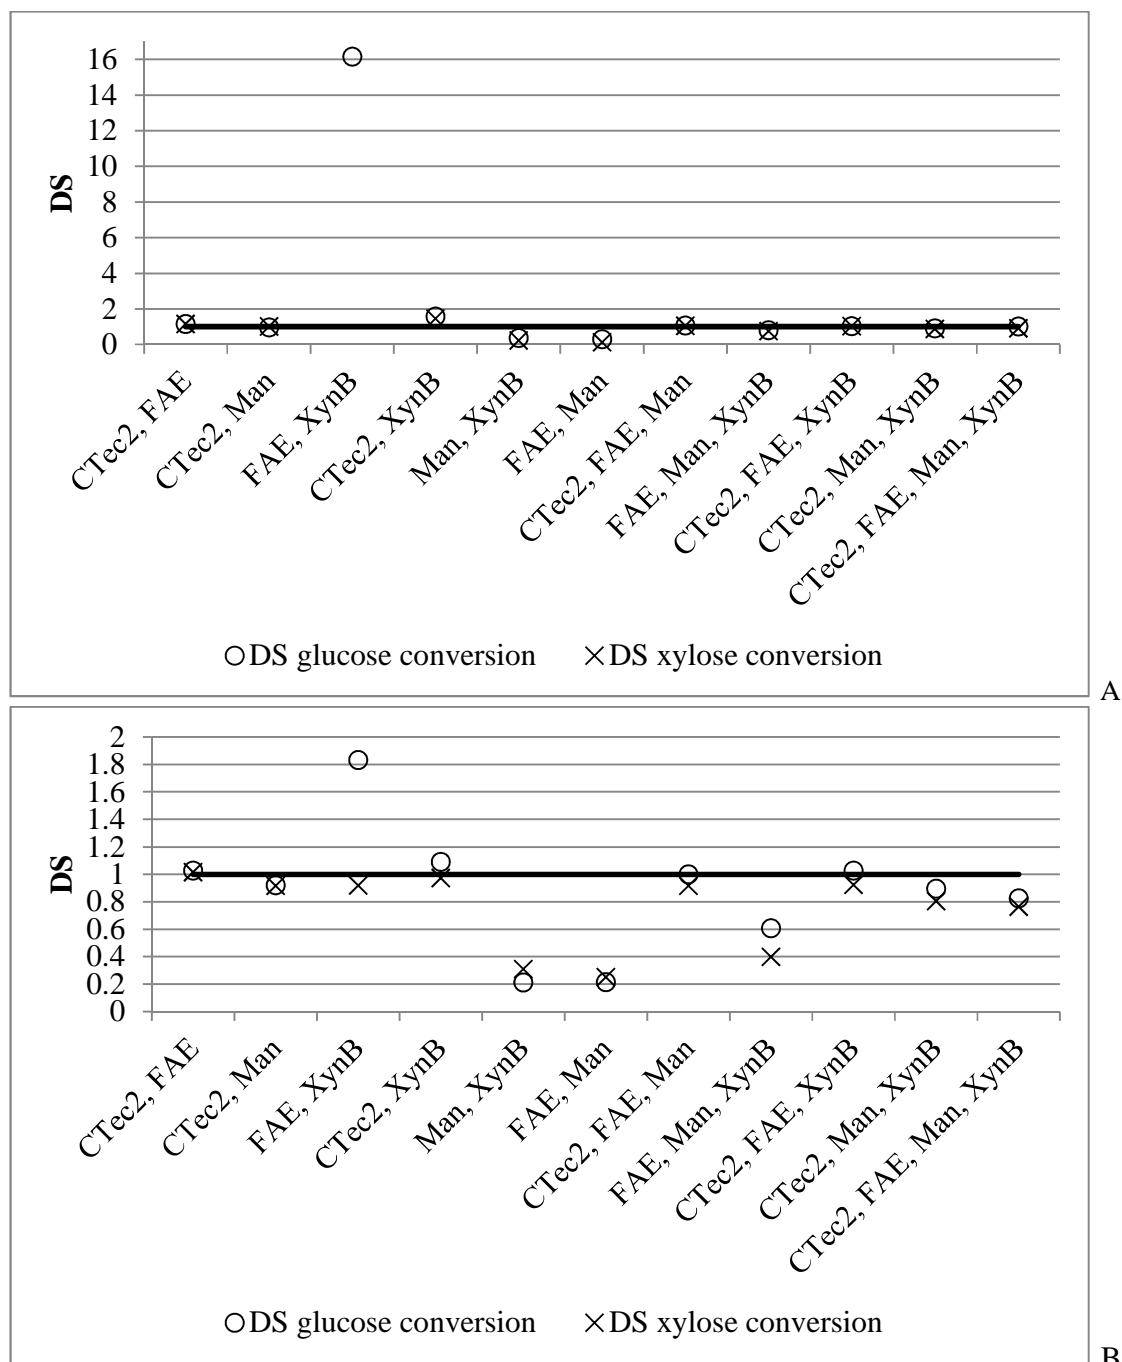 16
14
12
10
8
6
4
2
0
DS
CTec2, FAE
CTec2, Man
FAE, XynB
CTec2, XynB
Man, XynB
FAE, Man
CTec2, FAE, Man
FAE, Man, XynB
CTec2, FAE, XynB
CTec2, Man, XynB
CTec2, FAE, Man, XynB
DS glucose conversion
DS xylose conversion
A
2
1.8
1.6
1.4
1.2
1
0.8
0.6
0.4
0.2
0
DS
CTec2, FAE
CTec2, Man
FAE, XynB
CTec2, XynB
Man, XynB
FAE, Man
CTec2, FAE, Man
FAE, Man, XynB
CTec2, FAE, XynB
CTec2, Man, XynB
CTec2, FAE, Man, XynB
DS glucose conversion
DS xylose conversion
B